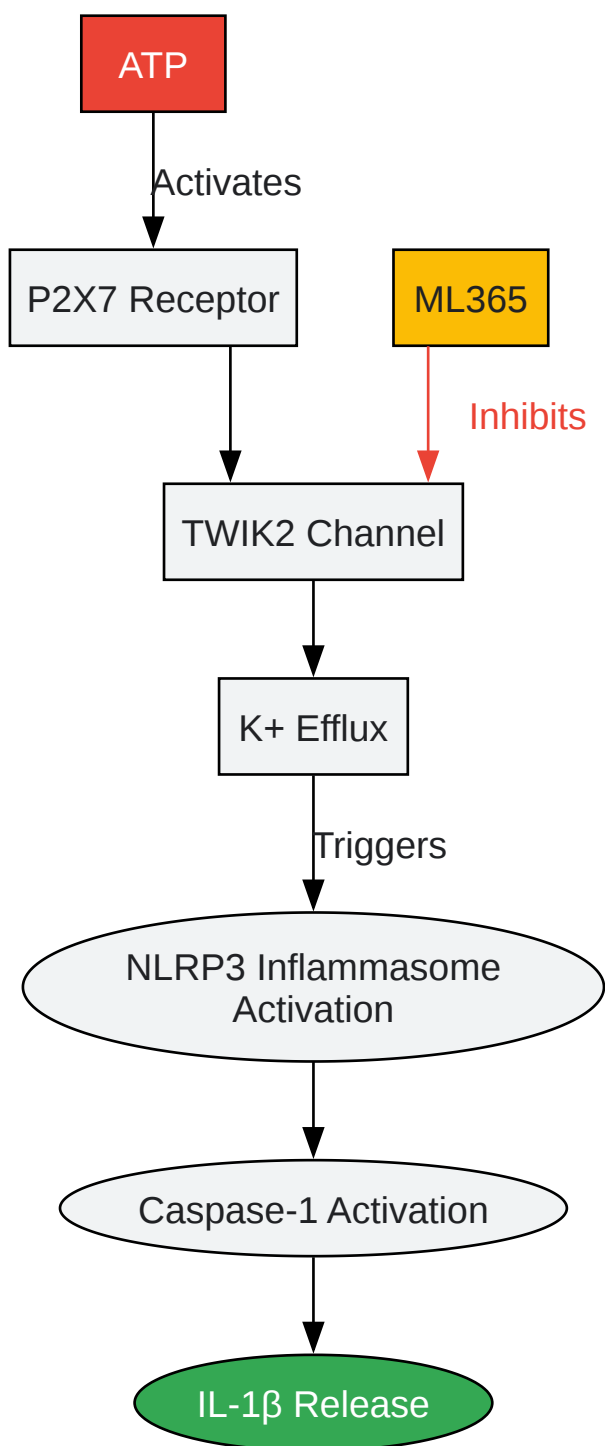 ATP
Activates
P2X7 Receptor
ML365
Inhibits
TWIK2 Channel
K+ Efflux
Triggers
NLRP3 Inflammasome
Activation
Caspase-1 Activation
IL-1β Release